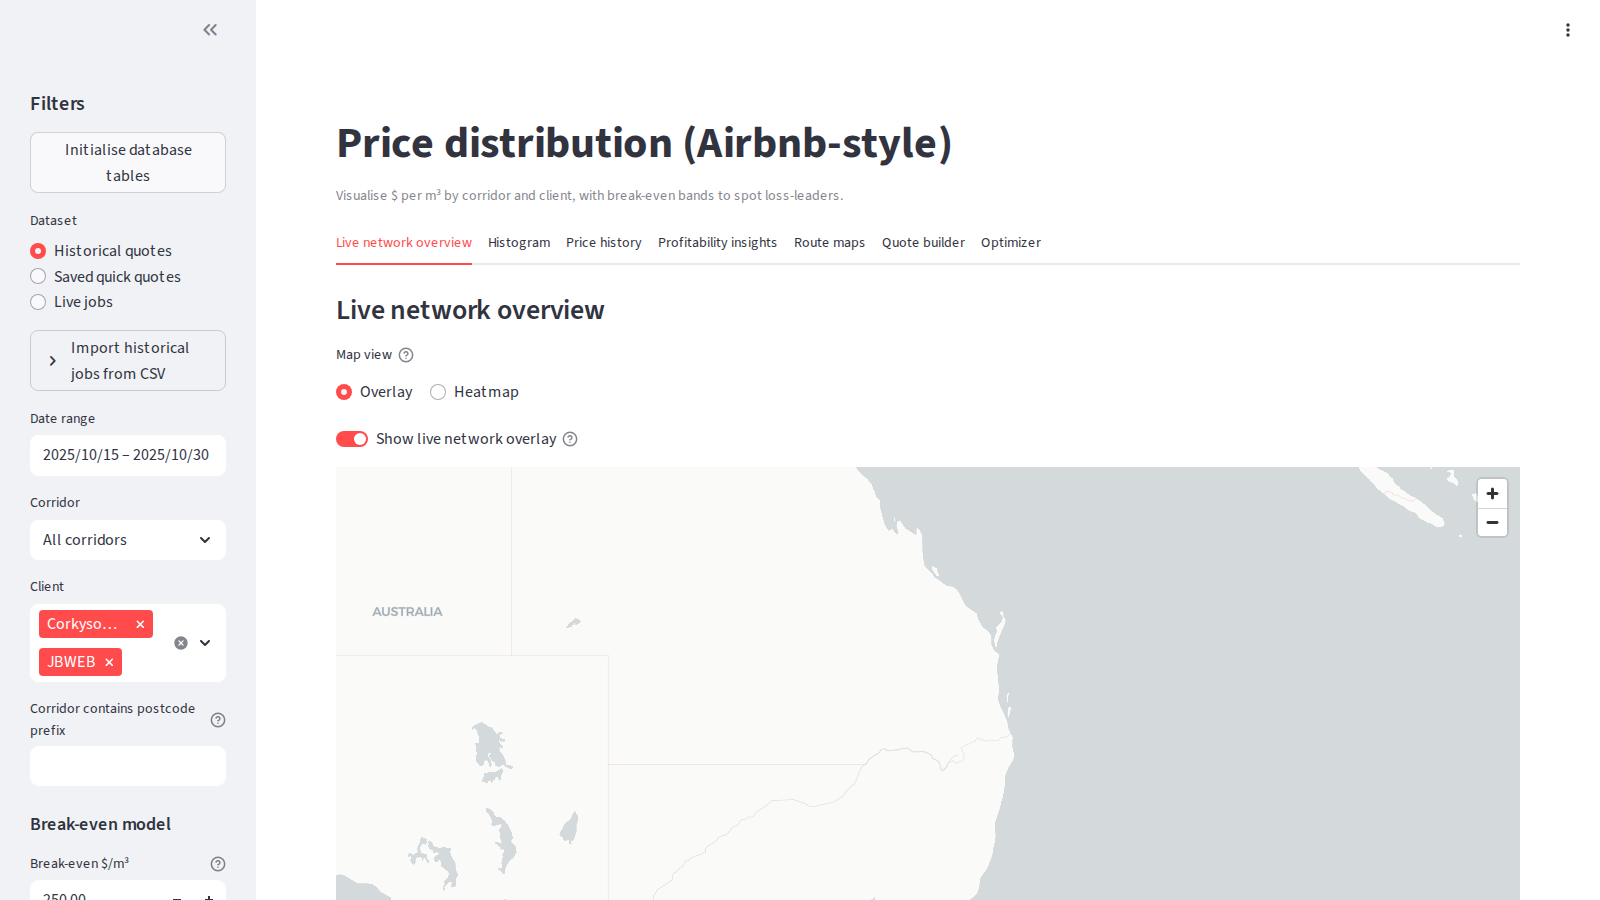 Filters
Initialise database
tables
Dataset
Historical quotes
Saved quick quotes
Live jobs
Import historical
jobs from CSV
Date range
2025/10/15 – 2025/10/30
Corridor
All corridors
Client
Corkyso...
JBWEB
Corridor contains postcode
prefix
Break-even model
Break-even $/m³
250.00
Price distribution (Airbnb-style)
Visualise $ per m³ by corridor and client, with break-even bands to spot loss-leaders.
Live network overview Histogram Price history Profitability insights Route maps Quote builder Optimizer
Live network overview
Map view
Overlay Heatmap
Show live network overlay
AUSTRALIA